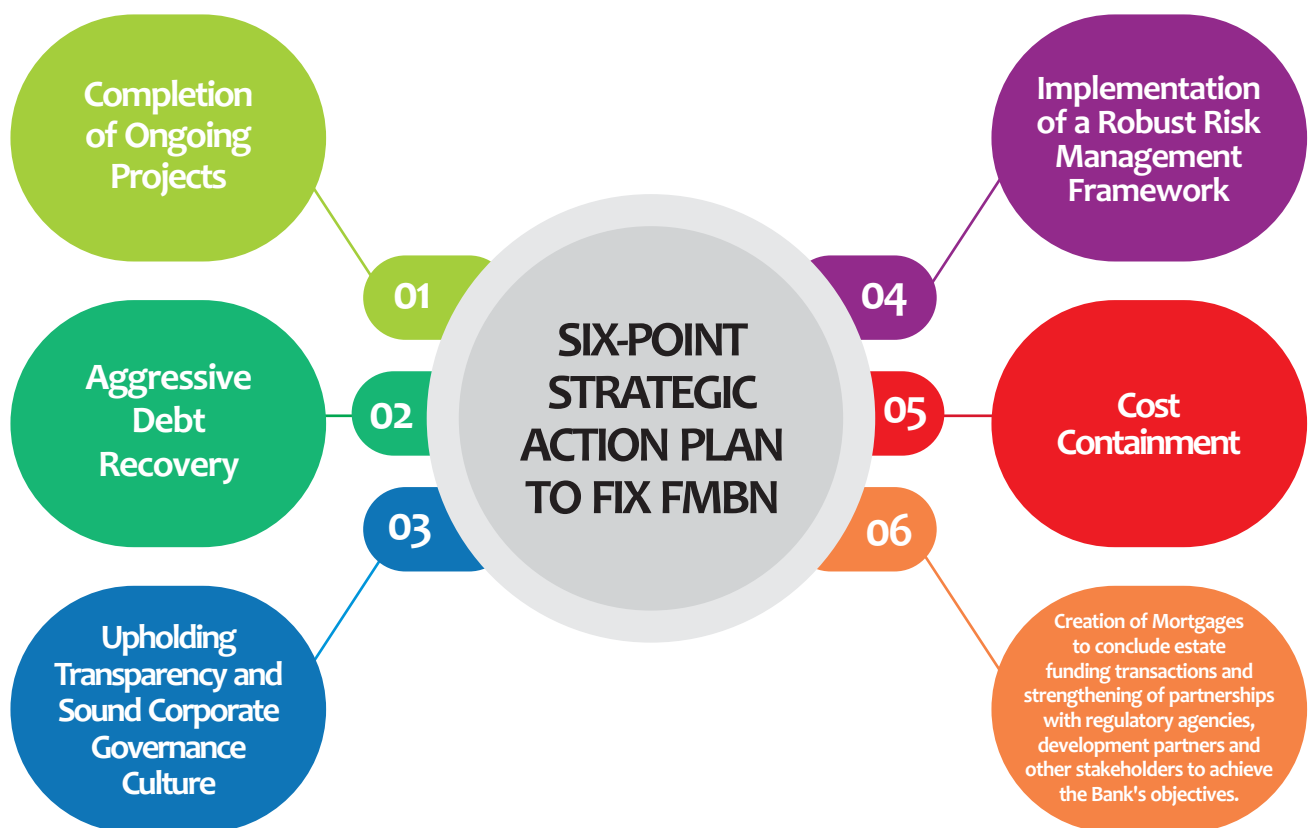 SIX-POINT
STRATEGIC
ACTION PLAN
TO FIX FMBN
01
Completion
of Ongoing
Projects
02
Aggressive
Debt
Recovery
03
Upholding
Transparency and
Sound Corporate
Governance
Culture
04
Implementation
of a Robust Risk
Management
Framework
05
Cost
Containment
06
Creation of Mortgages
to conclude estate
funding transactions and
strengthening of partnerships
with regulatory agencies,
development partners and
other stakeholders to achieve
the Bank's objectives.